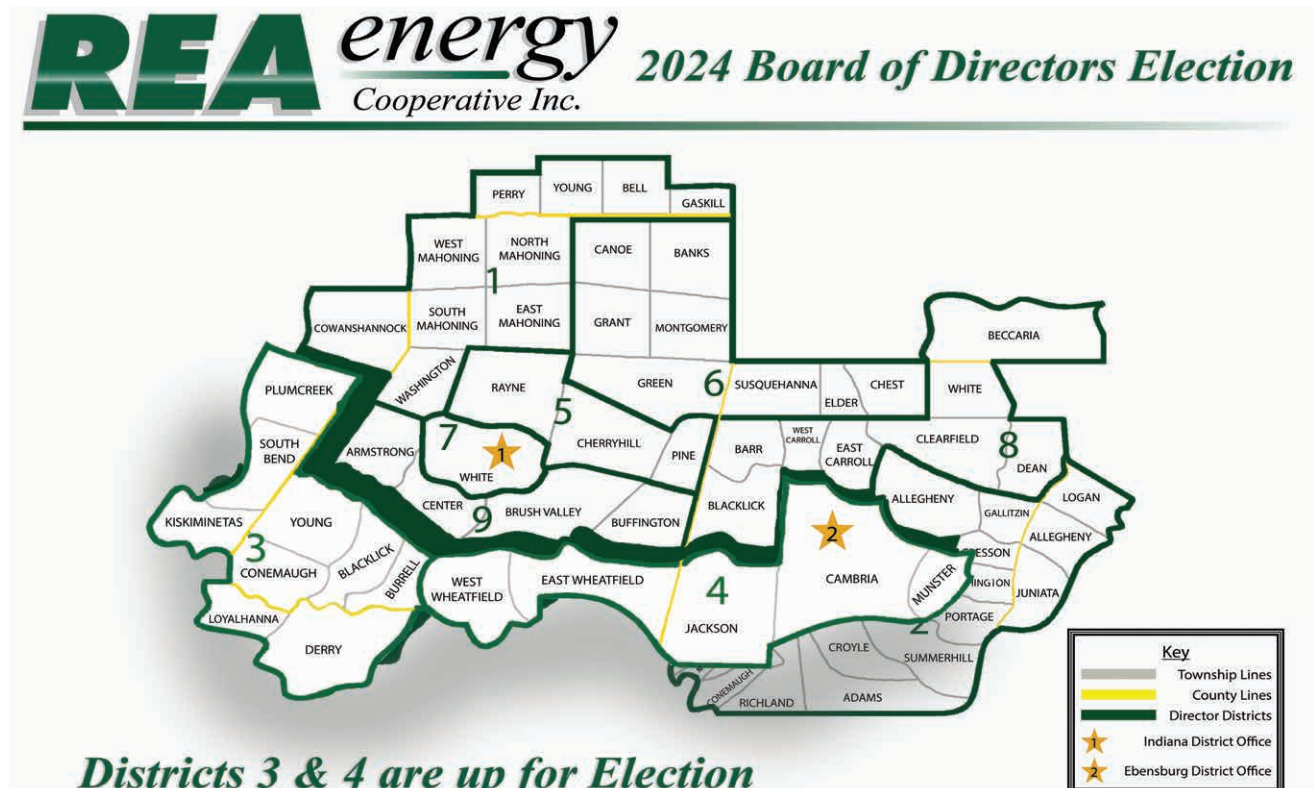 REA energy
Cooperative Inc.
2024 Board of Directors Election
PERRY
YOUNG
BELL
GASKILL
WEST
MAHONING
NORTH
MAHONING
CANOE
BANKS
1
COWANSHANNOCK
SOUTH
MAHONING
EAST
MAHONING
GRANT
MONTGOMERY
BECCARIA
PLUMCREEK
WASHINGTON
RAYNE
GREEN
6
SUSQUEHANNA
ELDER
CHEST
WHITE
5
7
SOUTH
BEND
ARMSTRONG
1
WHITE
CHERRYHILL
PINE
BARR
WEST
CARROLL
EAST
CARROLL
CLEARFIELD
8
DEAN
KISKIMINETAS
YOUNG
CENTER
9
BRUSH VALLEY
BUFFINGTON
BLACKLICK
ALLEGHENY
GALLITZIN
LOGAN
ALLEGHENY
3
CONEMAUGH
BLACKLICK
BURRELL
WEST
WHEATFIELD
EAST WHEATFIELD
4
JACKSON
2
CAMBRIA
MUNSTER
JUNIATA
LOYALHANNA
DERRY
2
PORTAGE
CROYLE
SUMMERHILL
CONEMAUGH
RICHLAND
ADAMS
Key
Township Lines
County Lines
Director Districts
1 Indiana District Office
2 Ebensburg District Office
Districts 3 & 4 are up for Election